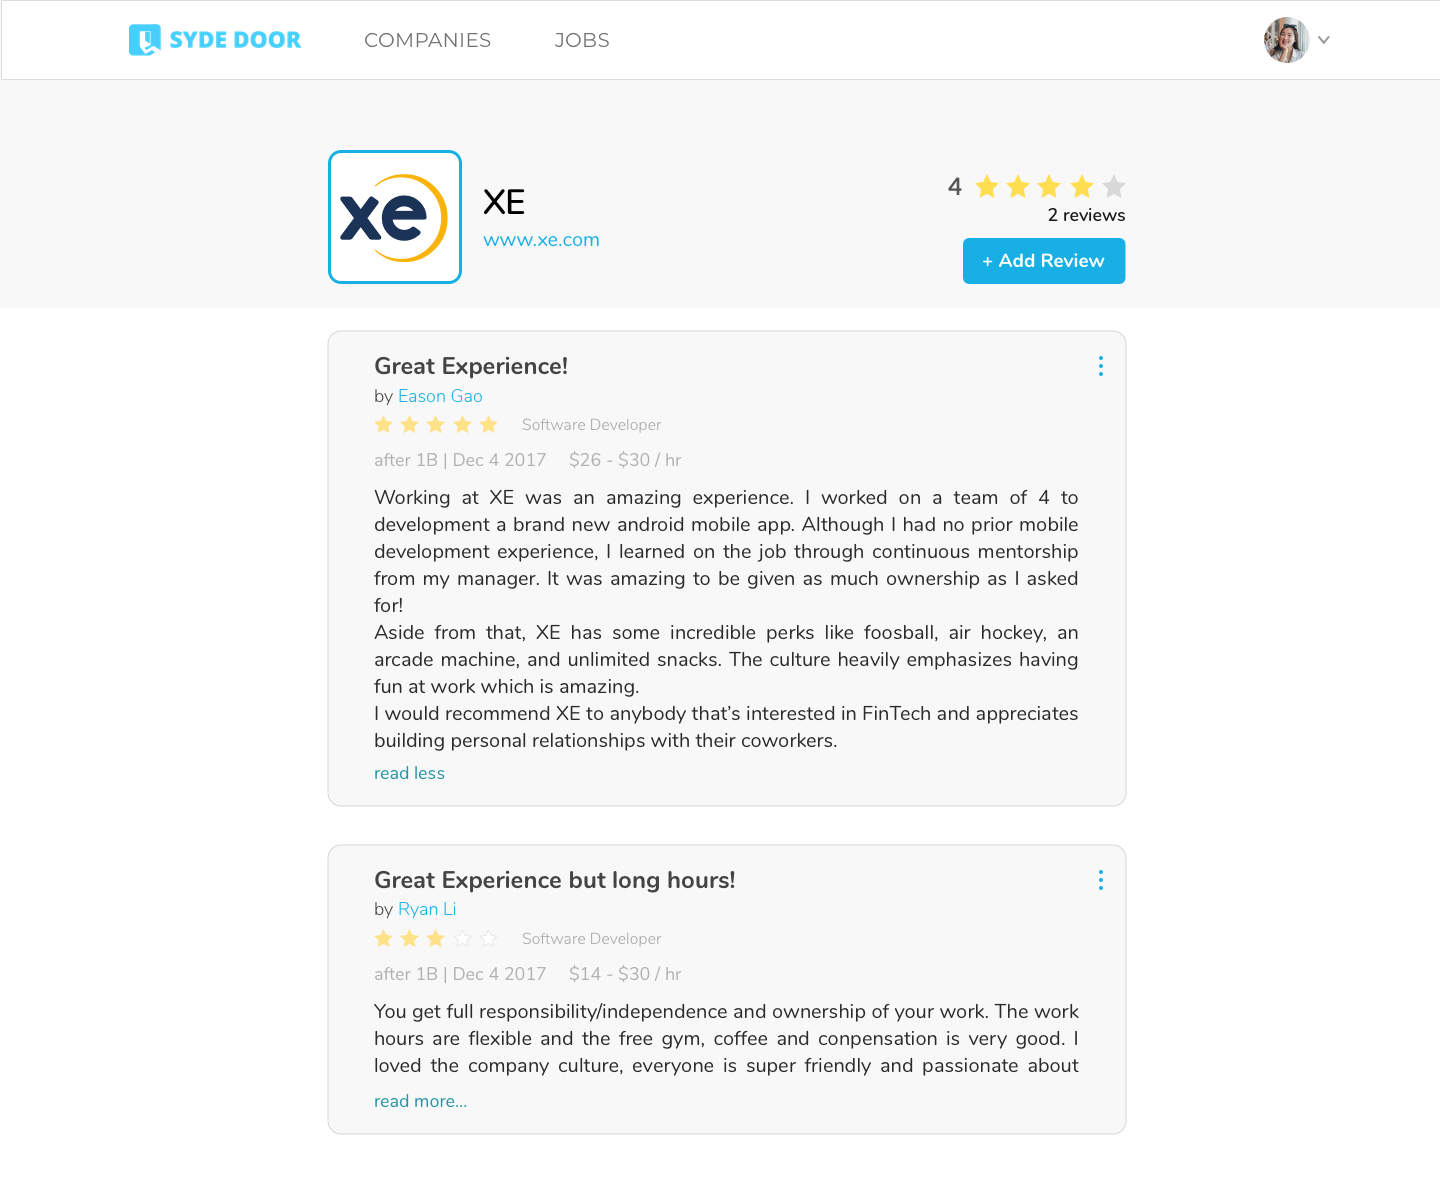 SYDE DOOR COMPANIES JOBS
xe
XE
www.xe.com
4
2 reviews
+ Add Review
Great Experience!
by Eason Gao
Software Developer
after 1B | Dec 4 2017 $26 - $30 / hr
Working at XE was an amazing experience. I worked on a team of 4 to
development a brand new android mobile app. Although I had no prior mobile
development experience, I learned on the job through continuous mentorship
from my manager. It was amazing to be given as much ownership as I asked
for!
Aside from that, XE has some incredible perks like foosball, air hockey, an
arcade machine, and unlimited snacks. The culture heavily emphasizes having
fun at work which is amazing.
I would recommend XE to anybody that’s interested in FinTech and appreciates
building personal relationships with their coworkers.
read less
Great Experience but long hours!
by Ryan Li
Software Developer
after 1B | Dec 4 2017 $14 - $30 / hr
You get full responsibility/independence and ownership of your work. The work
hours are flexible and the free gym, coffee and conpensation is very good. I
loved the company culture, everyone is super friendly and passionate about
read more...